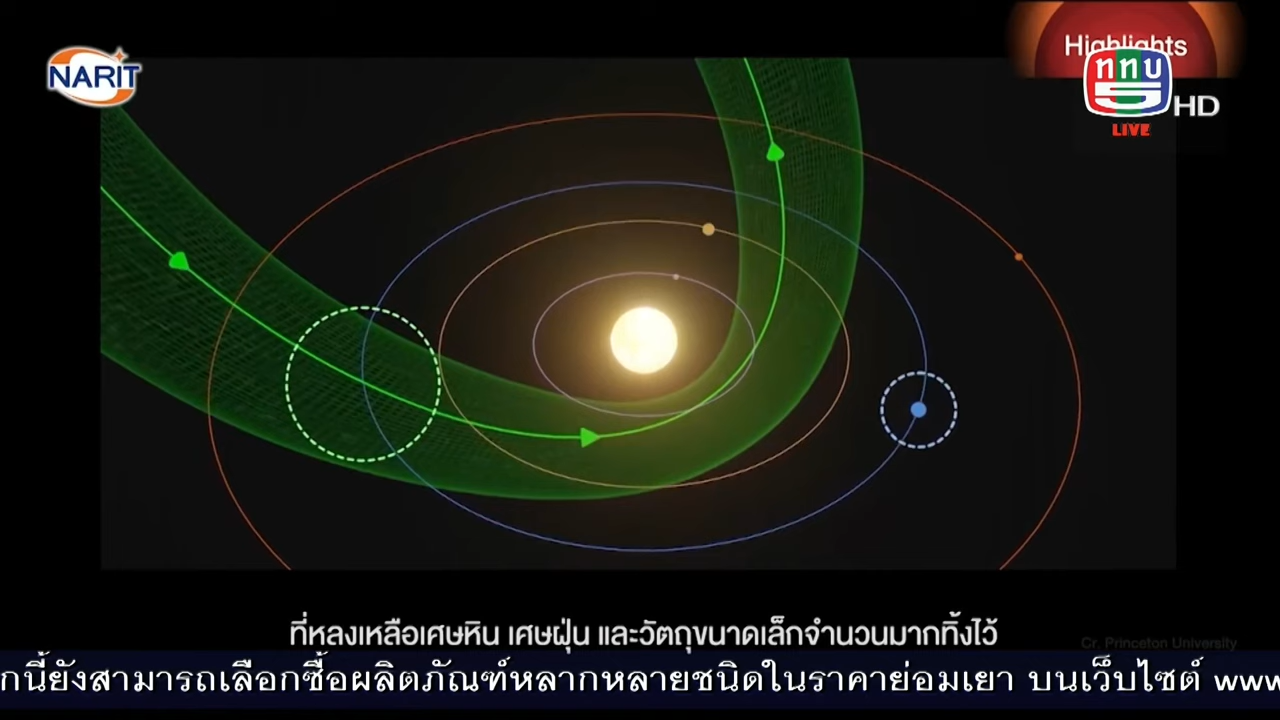 Highlights
NARIT
ททบ
5 HD
LIVE
ที่หลงเหลือเศษหิน เศษฝุ่น และวัตถุขนาดเล็กจำนวนมากทิ้งไว้
Cr. Princeton University
กนี้ยังสามารถเลือกซื้อผลิตภัณฑ์หลากหลายชนิดในราคาย่อมเยา บนเว็บไซต์ www